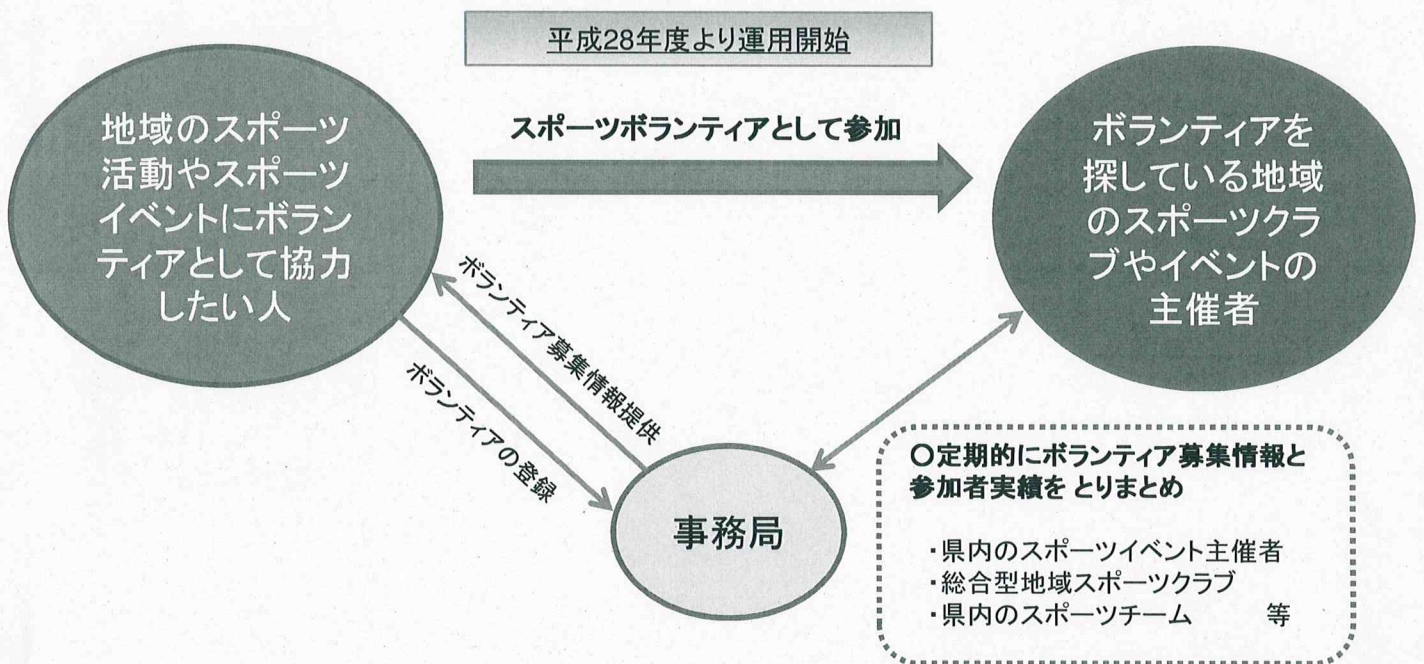 平成28年度より運用開始
地域のスポーツ
活動やスポーツ
イベントにボラン
ティアとして協力
したい人
スポーツボランティアとして参加
ボランティアを
探している地域
のスポーツクラ
ブやイベントの
主催者
ボランティア募集情報提供
ボランティアの登録
事務局
〇定期的にボランティア募集情報と
参加者実績を とりまとめ
・県内のスポーツイベント主催者
・総合型地域スポーツクラブ
・県内のスポーツチーム 等